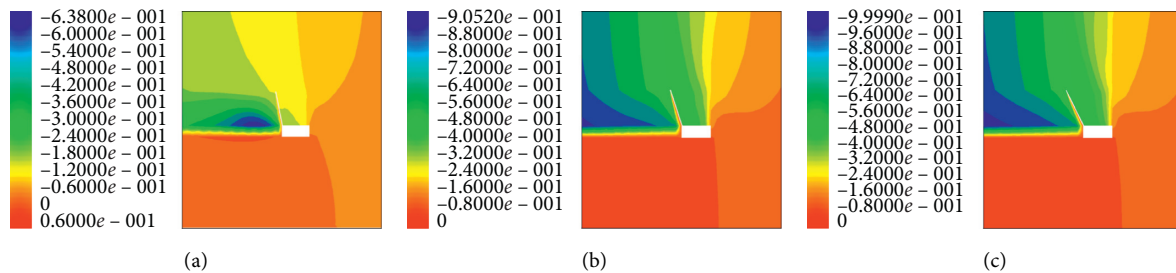 –6.3800e – 001
–6.0000e – 001
–5.4000e – 001
–4.8000e – 001
–4.2000e – 001
–3.6000e – 001
–3.0000e – 001
–2.4000e – 001
–1.8000e – 001
–1.2000e – 001
–0.6000e – 001
0
0.6000e – 001
(a)
–9.0520e – 001
–8.8000e – 001
–8.0000e – 001
–7.2000e – 001
–6.4000e – 001
–5.6000e – 001
–4.8000e – 001
–4.0000e – 001
–3.2000e – 001
–2.4000e – 001
–1.6000e – 001
–0.8000e – 001
0
(b)
–9.9990e – 001
–9.6000e – 001
–8.8000e – 001
–8.0000e – 001
–7.2000e – 001
–6.4000e – 001
–5.6000e – 001
–4.8000e – 001
–4.2000e – 001
–3.2000e – 001
–2.4000e – 001
–1.6000e – 001
–0.8000e – 001
0
(c)